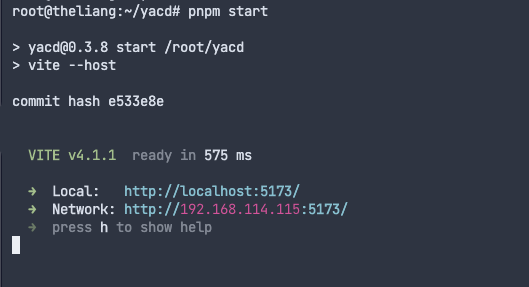 root@theliang:~/yacd# pnpm start
> yacd@0.3.8 start /root/yacd
> vite --host
commit hash e533e8e
VITE v4.1.1 ready in 575 ms
➜ Local: http://localhost:5173/
➜ Network: http://192.168.114.115:5173/
➜ press h to show help